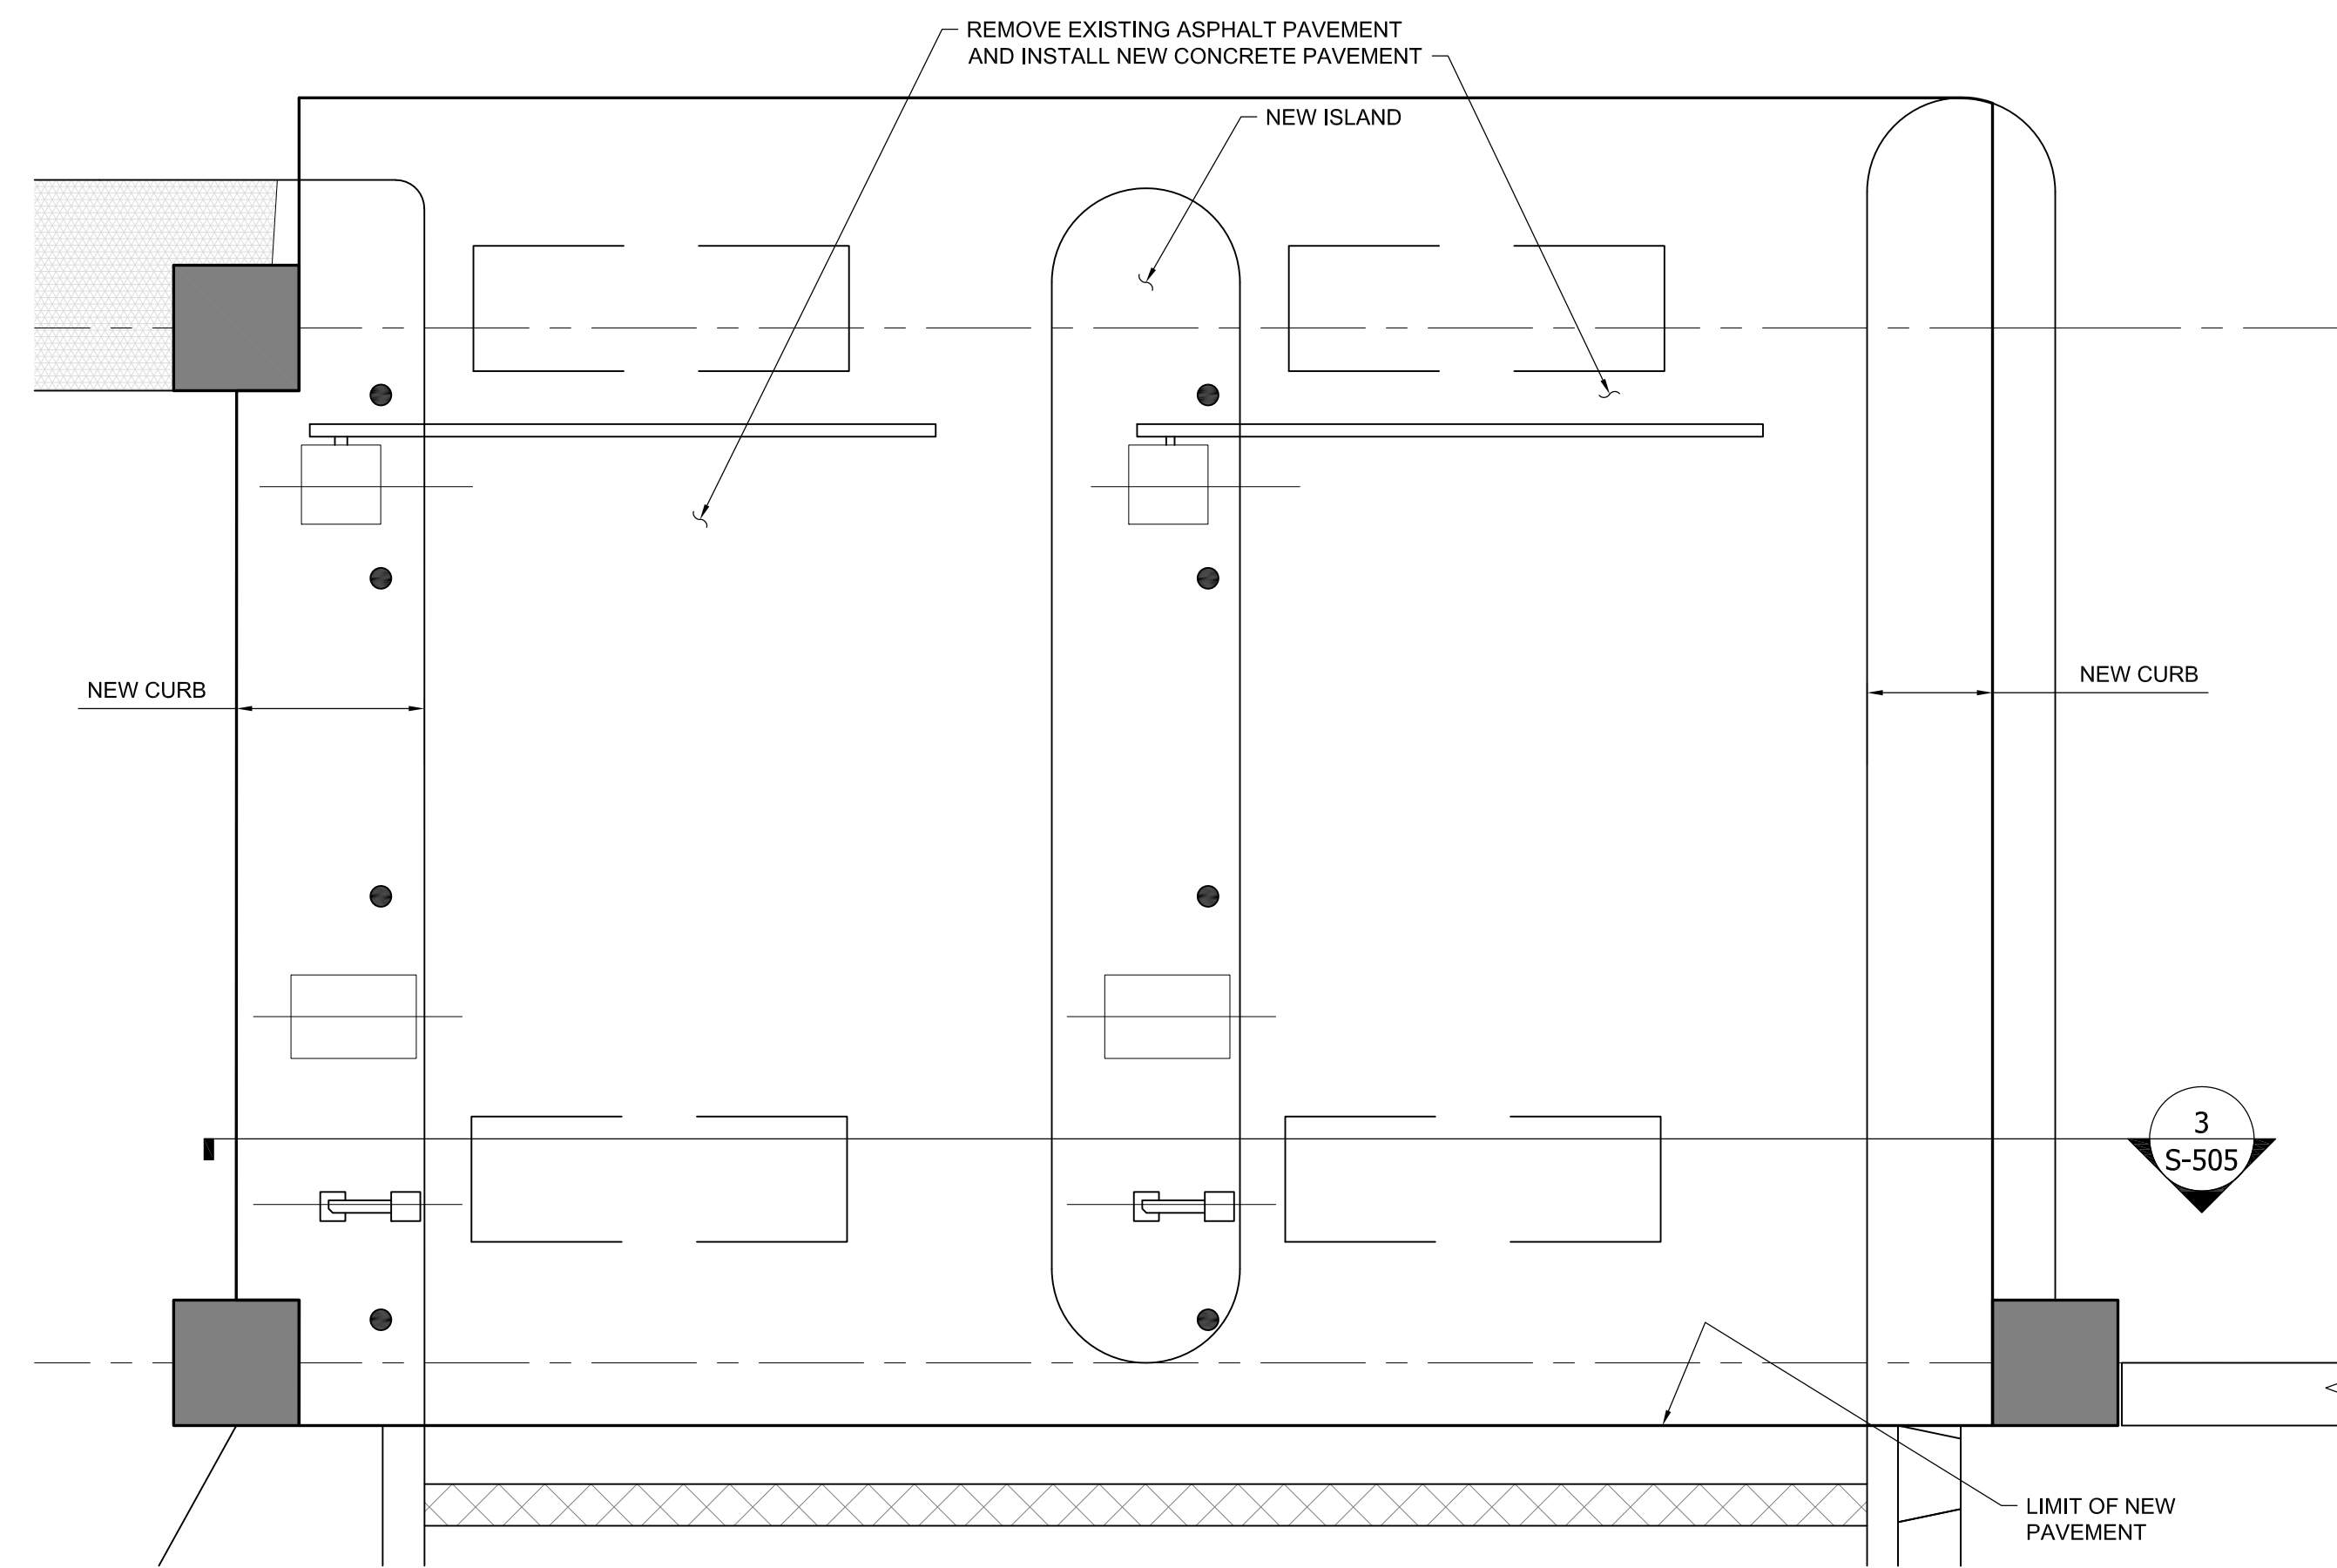 REMOVE EXISTING ASPHALT PAVEMENT
AND INSTALL NEW CONCRETE PAVEMENT
NEW ISLAND
NEW CURB
NEW CURB
3
S-505
LIMIT OF NEW
PAVEMENT